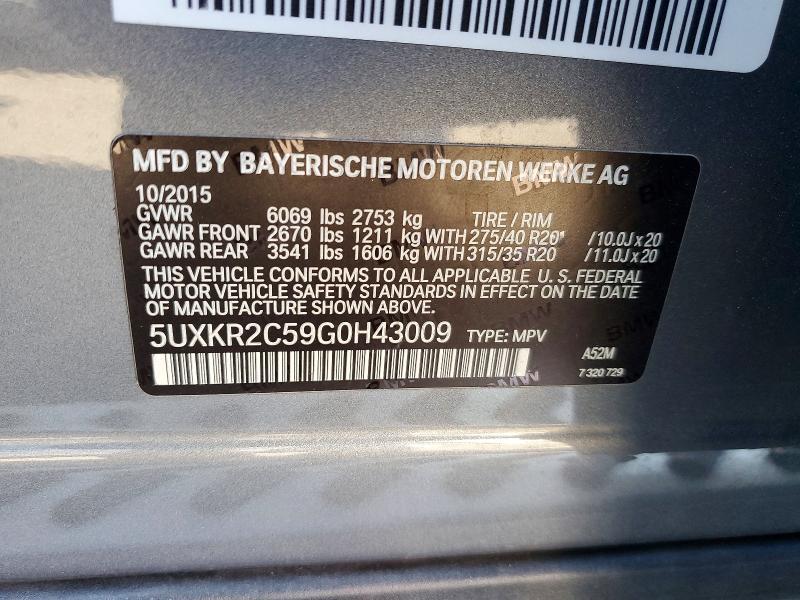 MFD BY BAYERISCHE MOTOREN WERKE AG
10/2015
GVWR 6069 lbs 2753 kg TIRE / RIM
GAWR FRONT 2670 lbs 1211 kg WITH 275/40 R20* /10.0J x 20
GAWR REAR 3541 lbs 1606 kg WITH 315/35 R20 /11.0J x 20
THIS VEHICLE CONFORMS TO ALL APPLICABLE U. S. FEDERAL
MOTOR VEHICLE SAFETY STANDARDS IN EFFECT ON THE DATE
OF MANUFACTURE SHOWN ABOVE.
5UXKR2C59G0H43009 TYPE: MPV
A52M
7 320 729